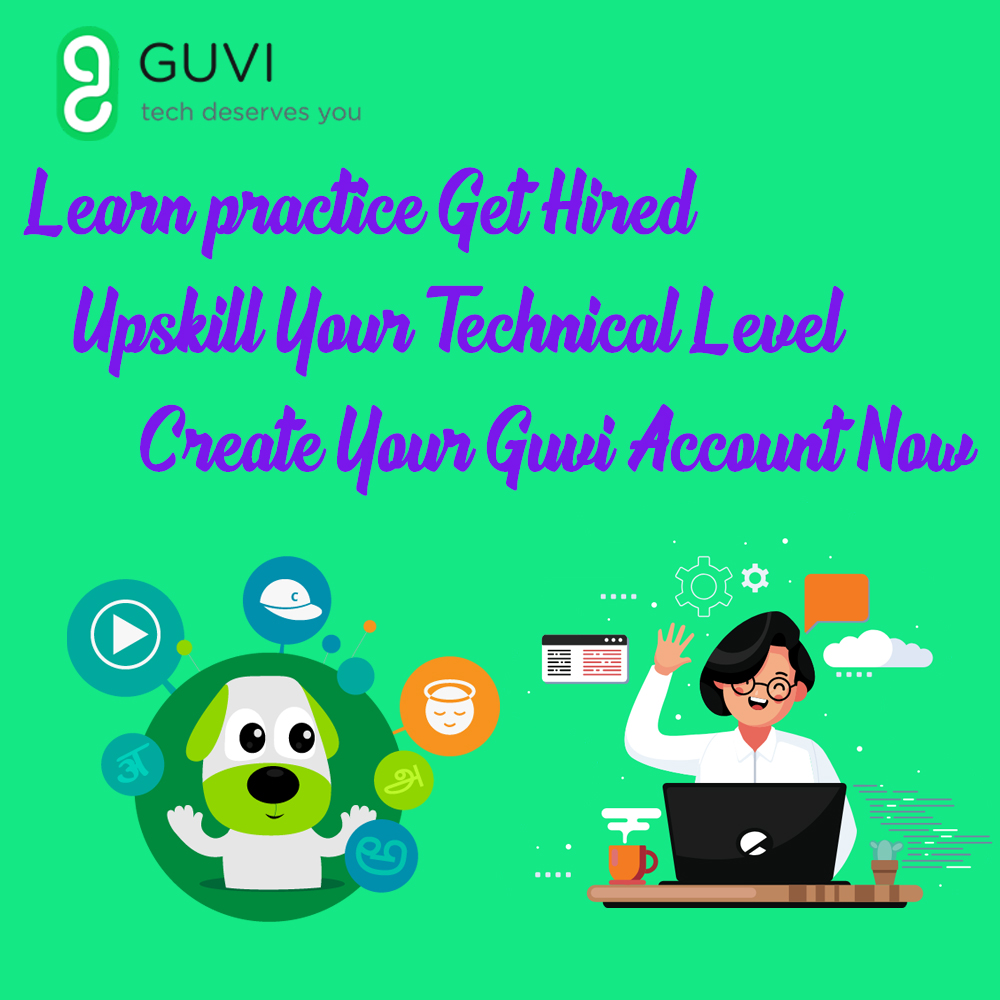 GUVI
tech deserves you
Learn practice Get Hired
Upskill Your Technical Level
Create Your Guvi Account Now
C
अ
அ
అ